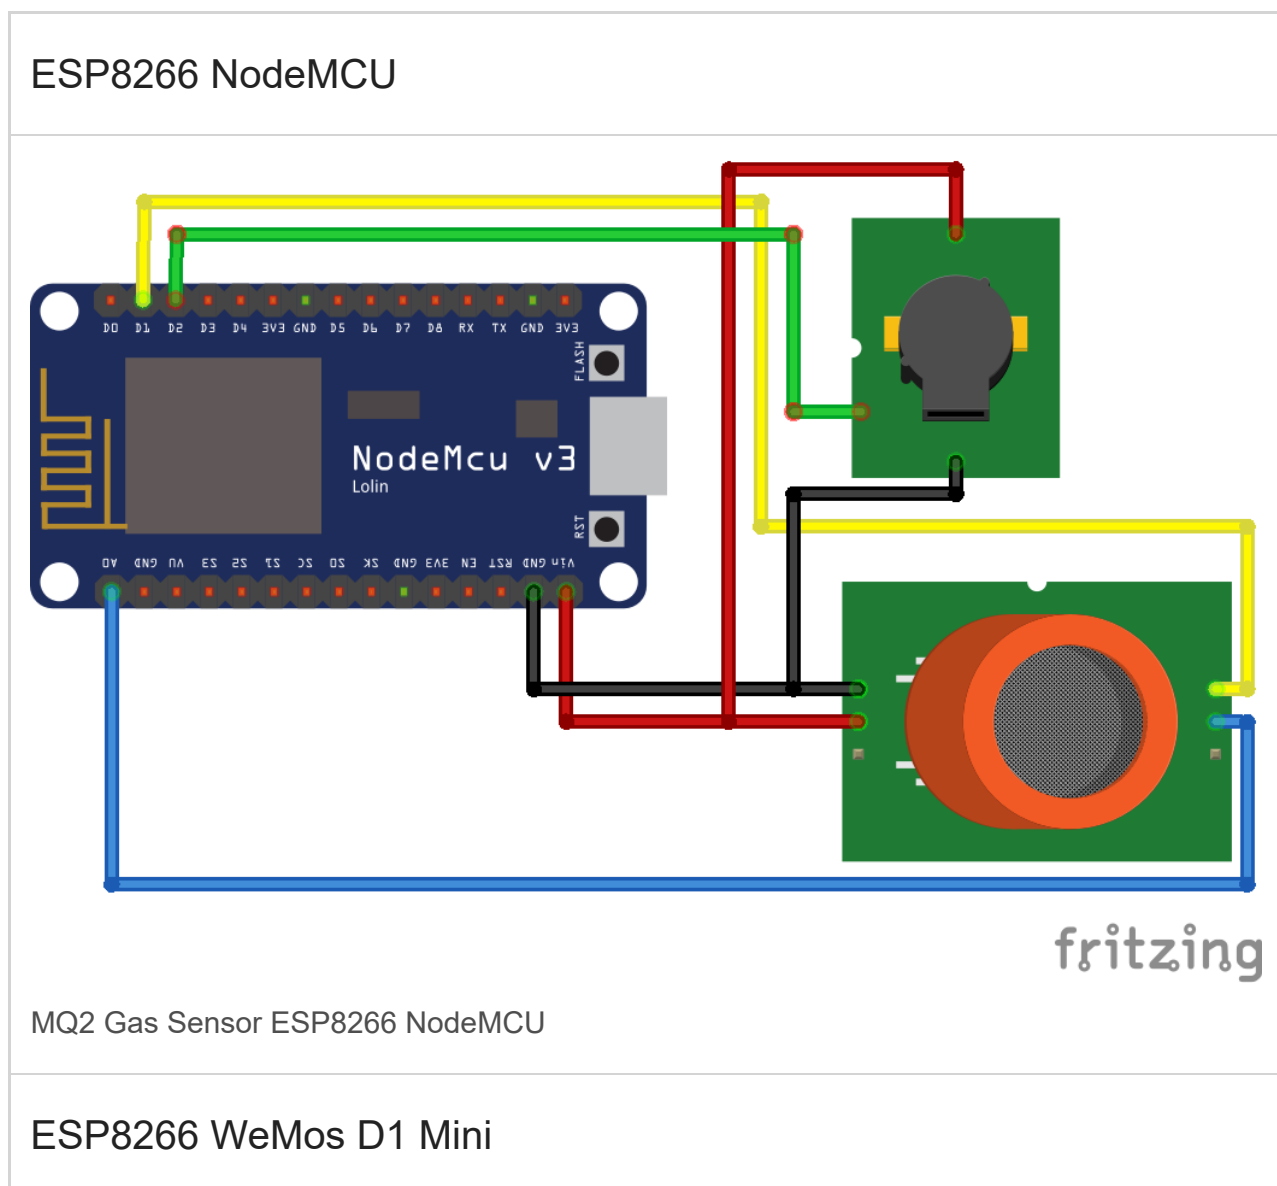 ESP8266 NodeMCU
D0 D1 D2 D3 D4 3V3 GND D5 D6 D7 D8 RX TX GND 3V3
FLASH
NodeMcu v3
Lolin
RST
A0 GND VU S3 S2 S1 SC S0 SK GND 3V3 EN RST GND Vin
fritzing
MQ2 Gas Sensor ESP8266 NodeMCU
ESP8266 WeMos D1 Mini